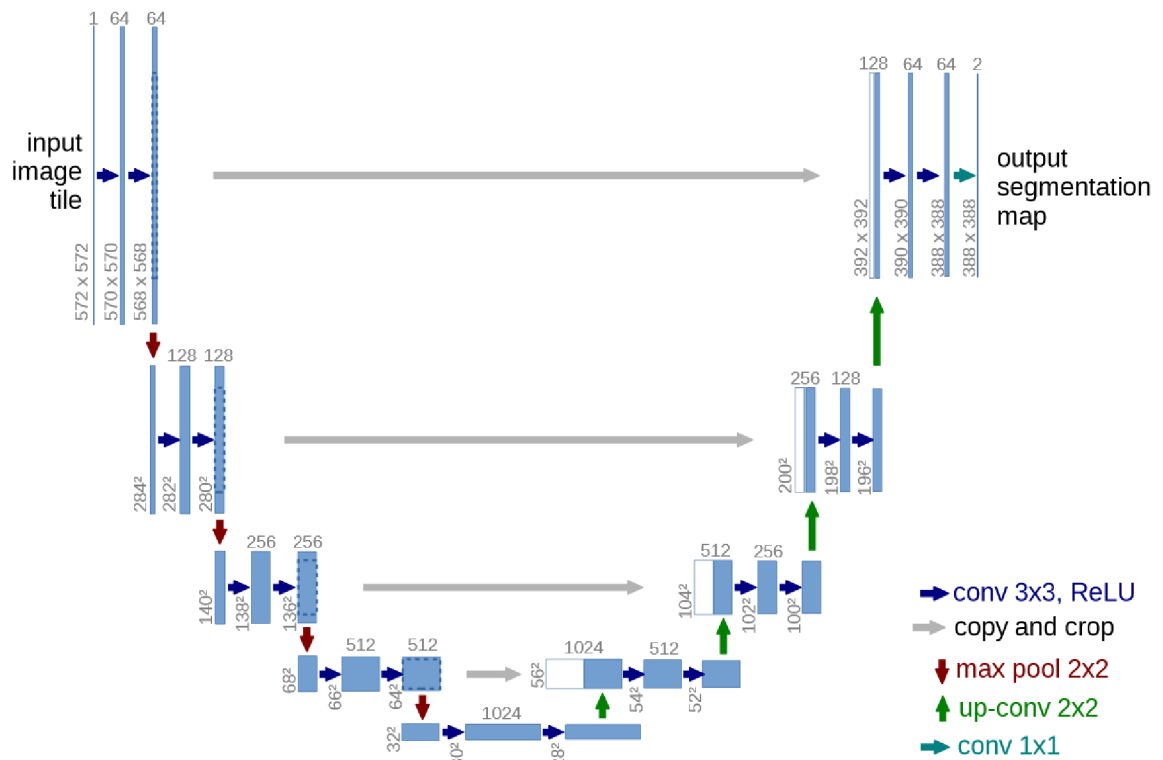 1 64 64
input
image
tile
572 x 572
570 x 570
568 x 568
128 64 64 2
output
segmentation
map
392 x 392
390 x 390
388 x 388
388 x 388
128 128
284²
282²
280²
256 128
200²
198²
196²
256 256
140²
138²
136²
512 256
104²
102²
100²
512 512
68²
66²
64²
1024 512
56²
54²
52²
1024
32²
conv 3x3, ReLU
copy and crop
max pool 2x2
up-conv 2x2
conv 1x1